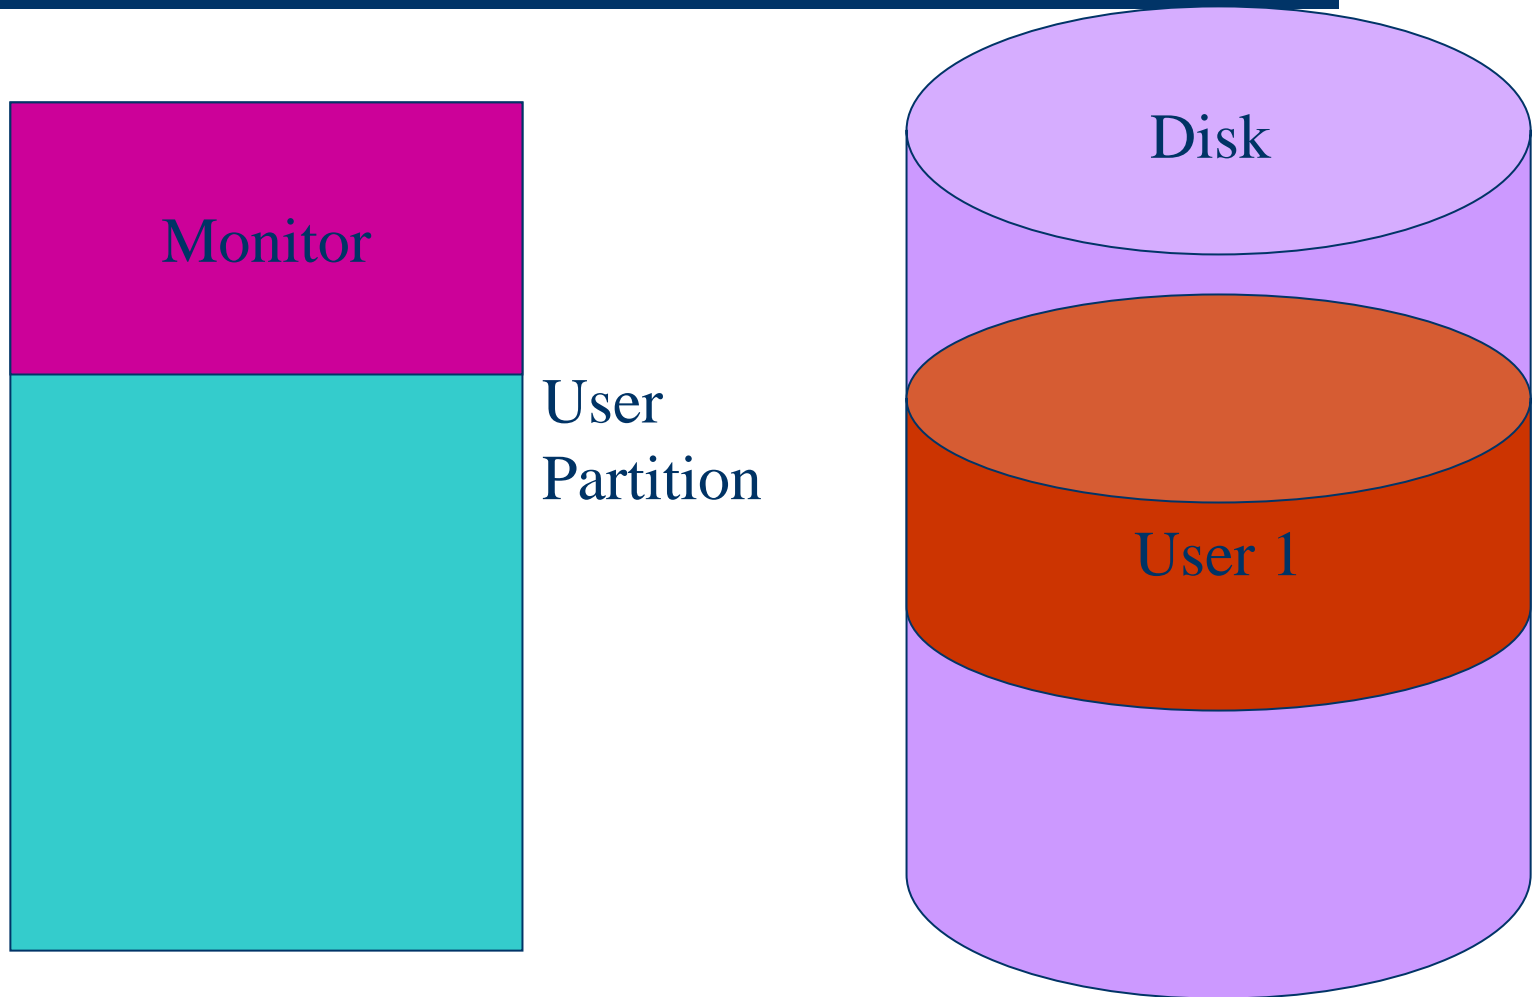 Monitor
User
Partition
Disk
User 1